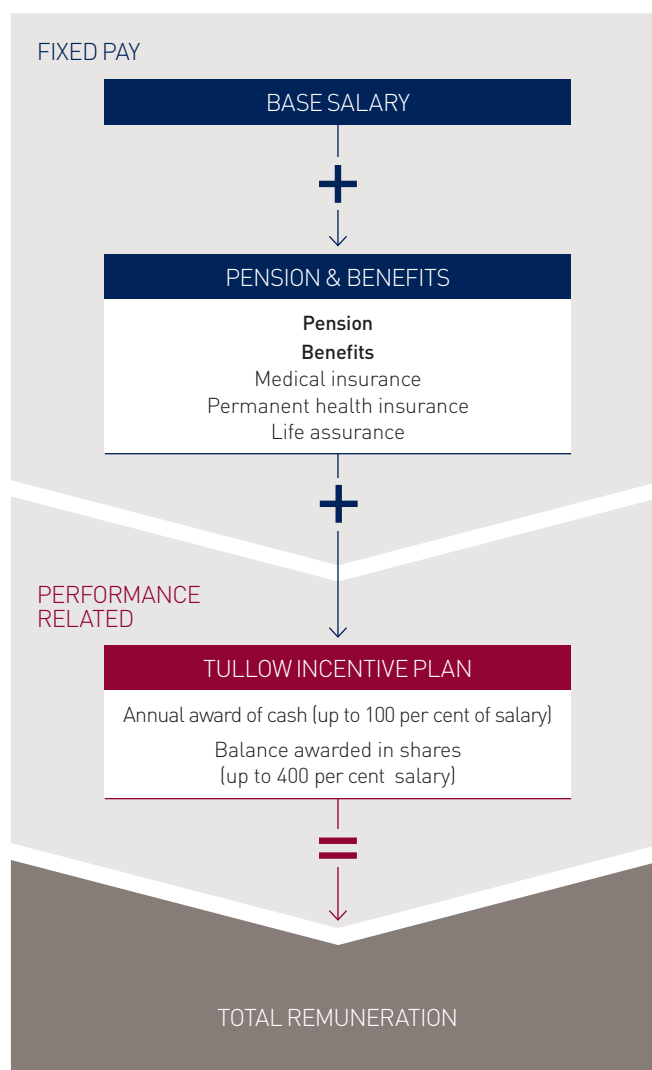 FIXED PAY
BASE SALARY
+
PENSION & BENEFITS
Pension
Benefits
Medical insurance
Permanent health insurance
Life assurance
+
PERFORMANCE
RELATED
TULLOW INCENTIVE PLAN
Annual award of cash (up to 100 per cent of salary)
Balance awarded in shares
(up to 400 per cent salary)
=
TOTAL REMUNERATION